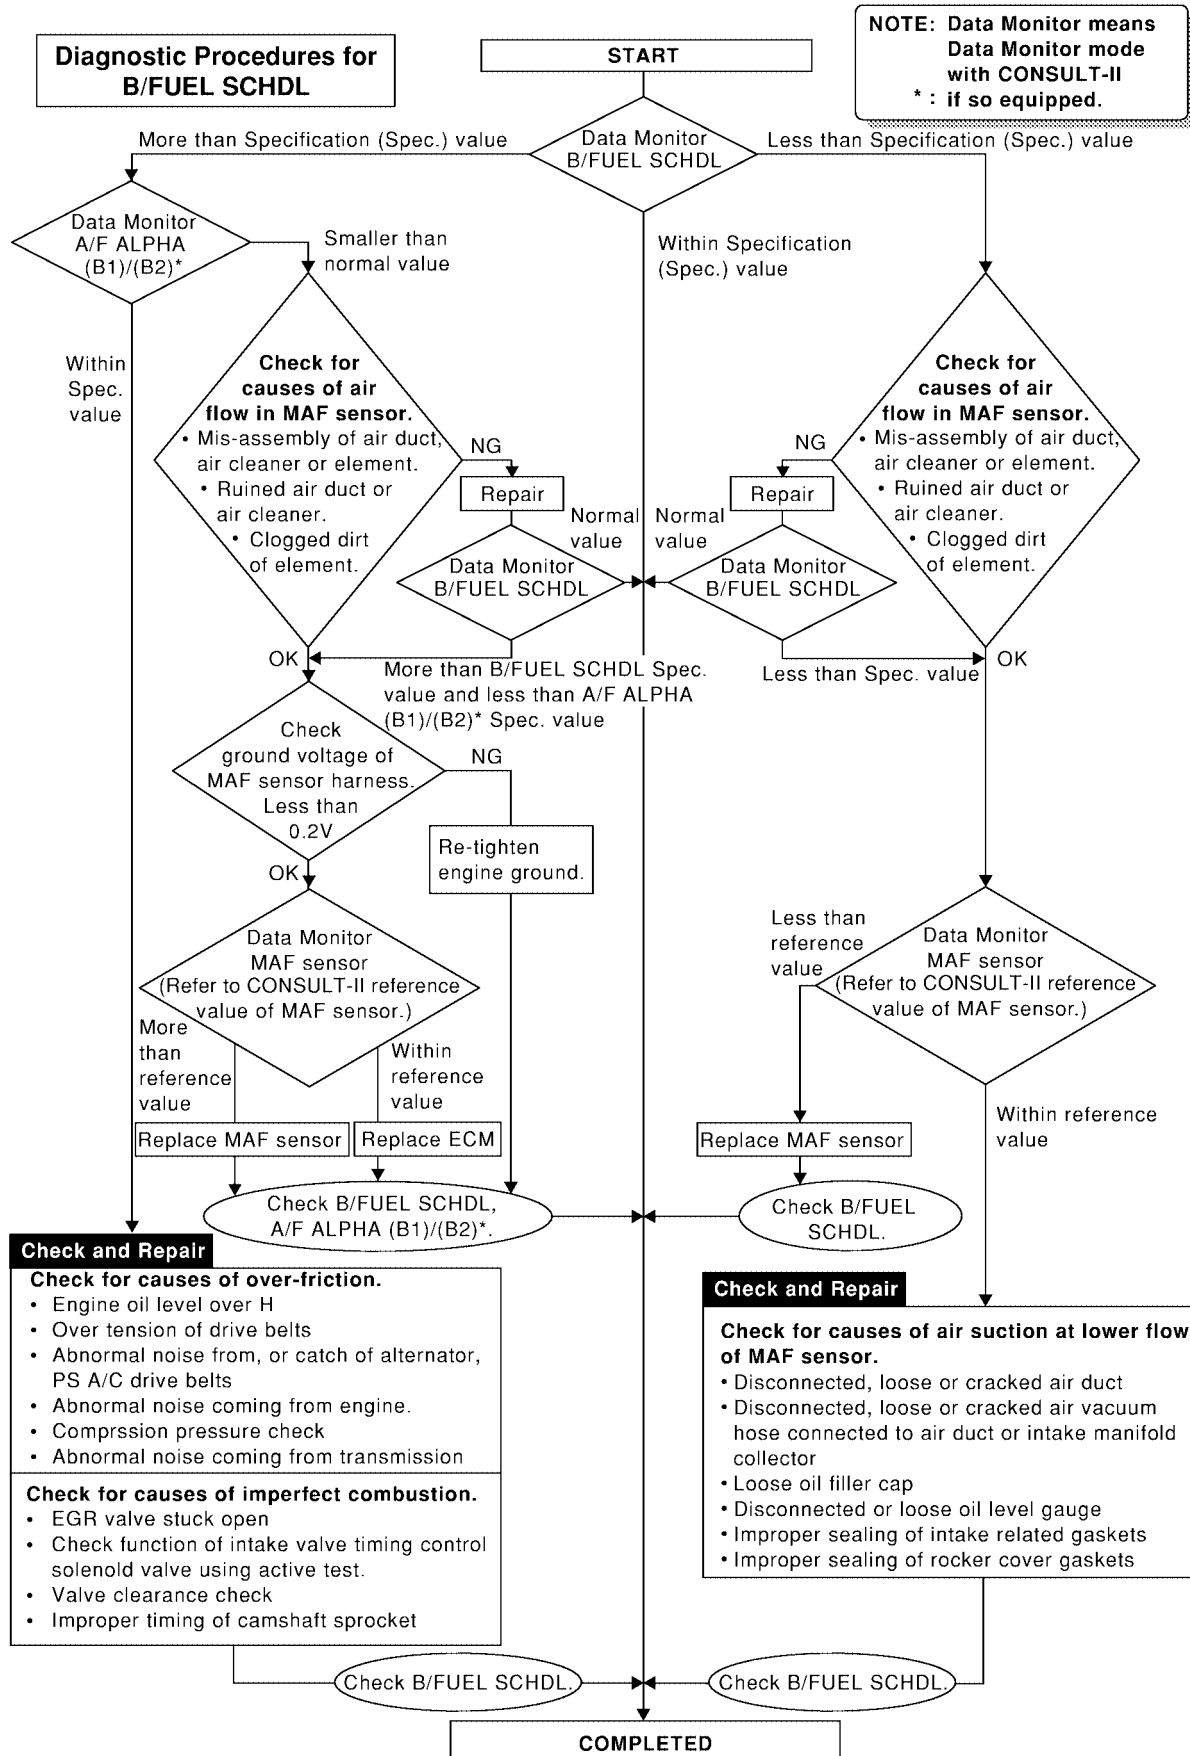 Diagnostic Procedures for
B/FUEL SCHDL
START
NOTE: Data Monitor means
Data Monitor mode
with CONSULT-II
* : if so equipped.
More than Specification (Spec.) value
Data Monitor
B/FUEL SCHDL
Less than Specification (Spec.) value
Data Monitor
A/F ALPHA
(B1)/(B2)*
Smaller than
normal value
Within Specification
(Spec.) value
Within
Spec.
value
Check for
causes of air
flow in MAF sensor.
• Mis-assembly of air duct,
air cleaner or element.
• Ruined air duct or
air cleaner.
• Clogged dirt
of element.
NG
Repair
Normal
value
Data Monitor
B/FUEL SCHDL
Check for
causes of air
flow in MAF sensor.
• Mis-assembly of air duct,
air cleaner or element.
• Ruined air duct or
air cleaner.
• Clogged dirt
of element.
NG
Repair
Normal
value
Data Monitor
B/FUEL SCHDL
OK
More than B/FUEL SCHDL Spec.
value and less than A/F ALPHA
(B1)/(B2)* Spec. value
Less than Spec. value
OK
Check
ground voltage of
MAF sensor harness.
Less than
0.2V
NG
Re-tighten
engine ground.
OK
Data Monitor
MAF sensor
(Refer to CONSULT-II reference
value of MAF sensor.)
Less than
reference
value
Data Monitor
MAF sensor
(Refer to CONSULT-II reference
value of MAF sensor.)
More
than
reference
value
Within
reference
value
Within reference
value
Replace MAF sensor
Replace ECM
Replace MAF sensor
Check B/FUEL SCHDL,
A/F ALPHA (B1)/(B2)*.
Check B/FUEL
SCHDL.
Check and Repair
Check for causes of over-friction.
• Engine oil level over H
• Over tension of drive belts
• Abnormal noise from, or catch of alternator,
PS A/C drive belts
• Abnormal noise coming from engine.
• Comprssion pressure check
• Abnormal noise coming from transmission
Check for causes of imperfect combustion.
• EGR valve stuck open
• Check function of intake valve timing control
solenold valve using active test.
• Valve clearance check
• Improper timing of camshaft sprocket
Check and Repair
Check for causes of air suction at lower flow
of MAF sensor.
• Disconnected, loose or cracked air duct
• Disconnected, loose or cracked air vacuum
hose connected to air duct or intake manifold
collector
• Loose oil filler cap
• Disconnected or loose oil level gauge
• Improper sealing of intake related gaskets
• Improper sealing of rocker cover gaskets
Check B/FUEL SCHDL.
Check B/FUEL SCHDL.
COMPLETED